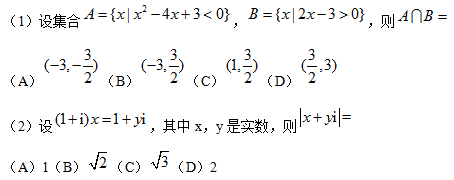 (1) 设集合 A={x|x²-4x+3<0}，B={x|2x-3>0}，则 A∩B=
(A) (-3,-3/2) (B) (-3,3/2) (C) (1,3/2) (D) (3/2,3)
(2) 设(1+i)x=1+yi，其中 x，y 是实数，则|x+yi|=
(A) 1 (B) √2 (C) √3 (D) 2